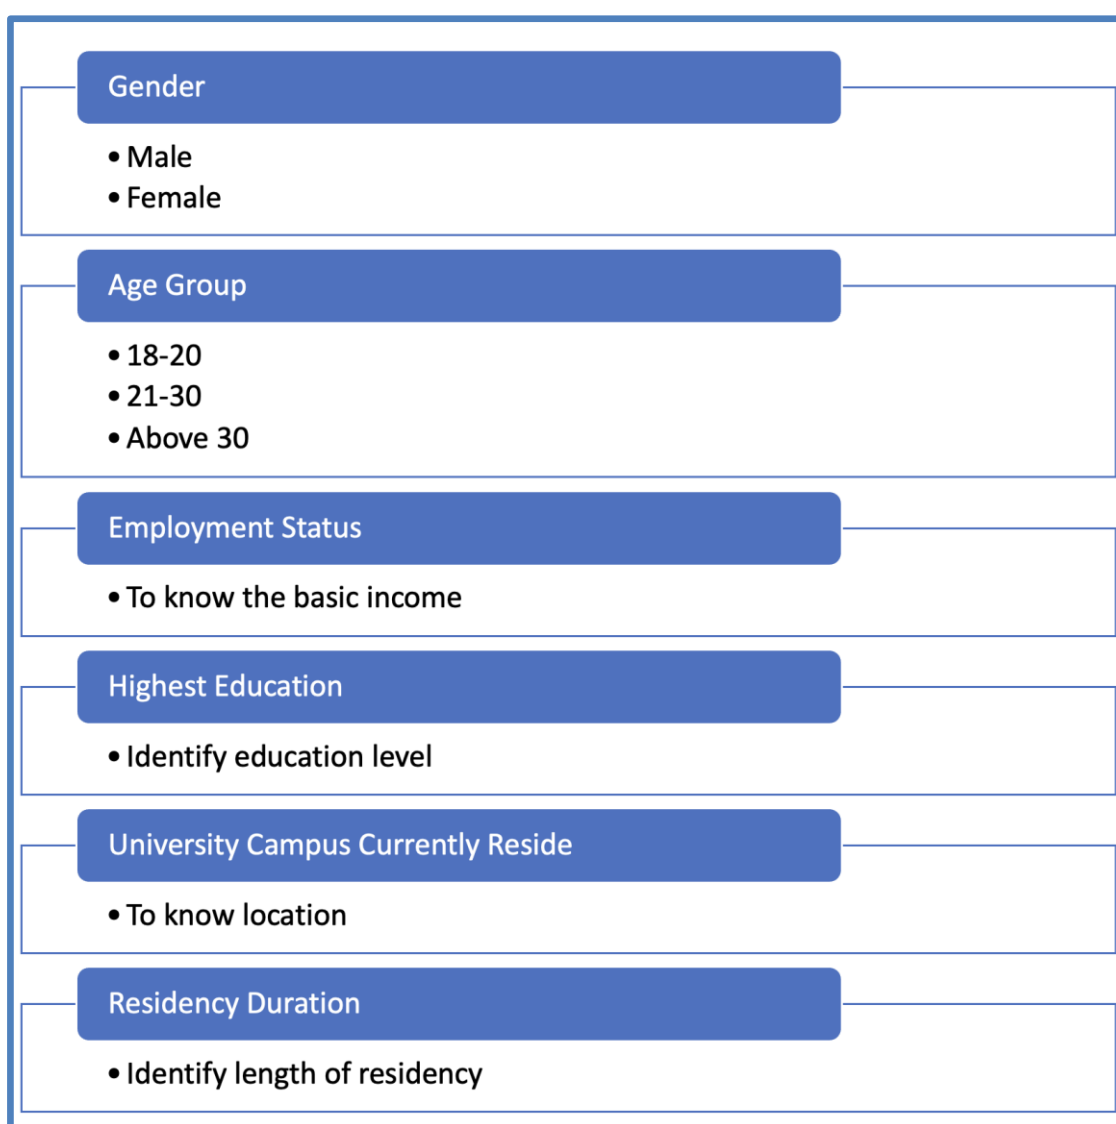 Gender
• Male
• Female
Age Group
• 18-20
• 21-30
• Above 30
Employment Status
• To know the basic income
Highest Education
• Identify education level
University Campus Currently Reside
• To know location
Residency Duration
• Identify length of residency